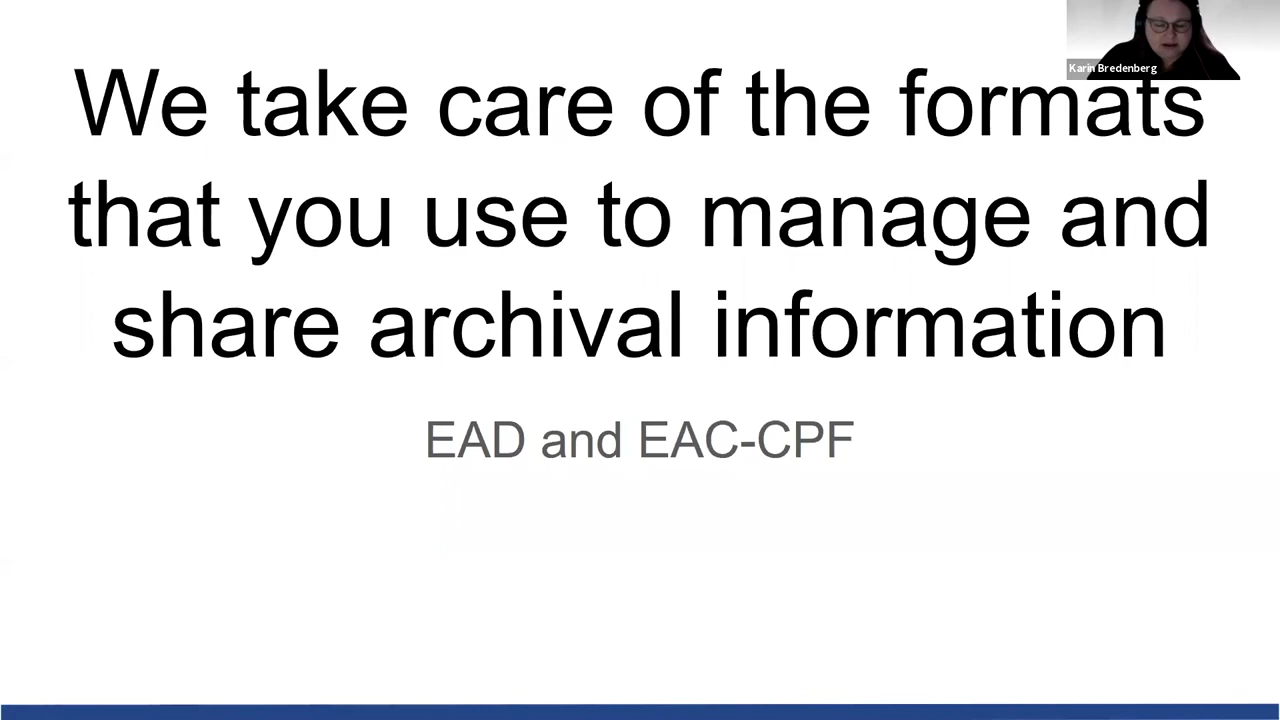 Karin Bredenberg
We take care of the formats
that you use to manage and
share archival information
EAD and EAC-CPF